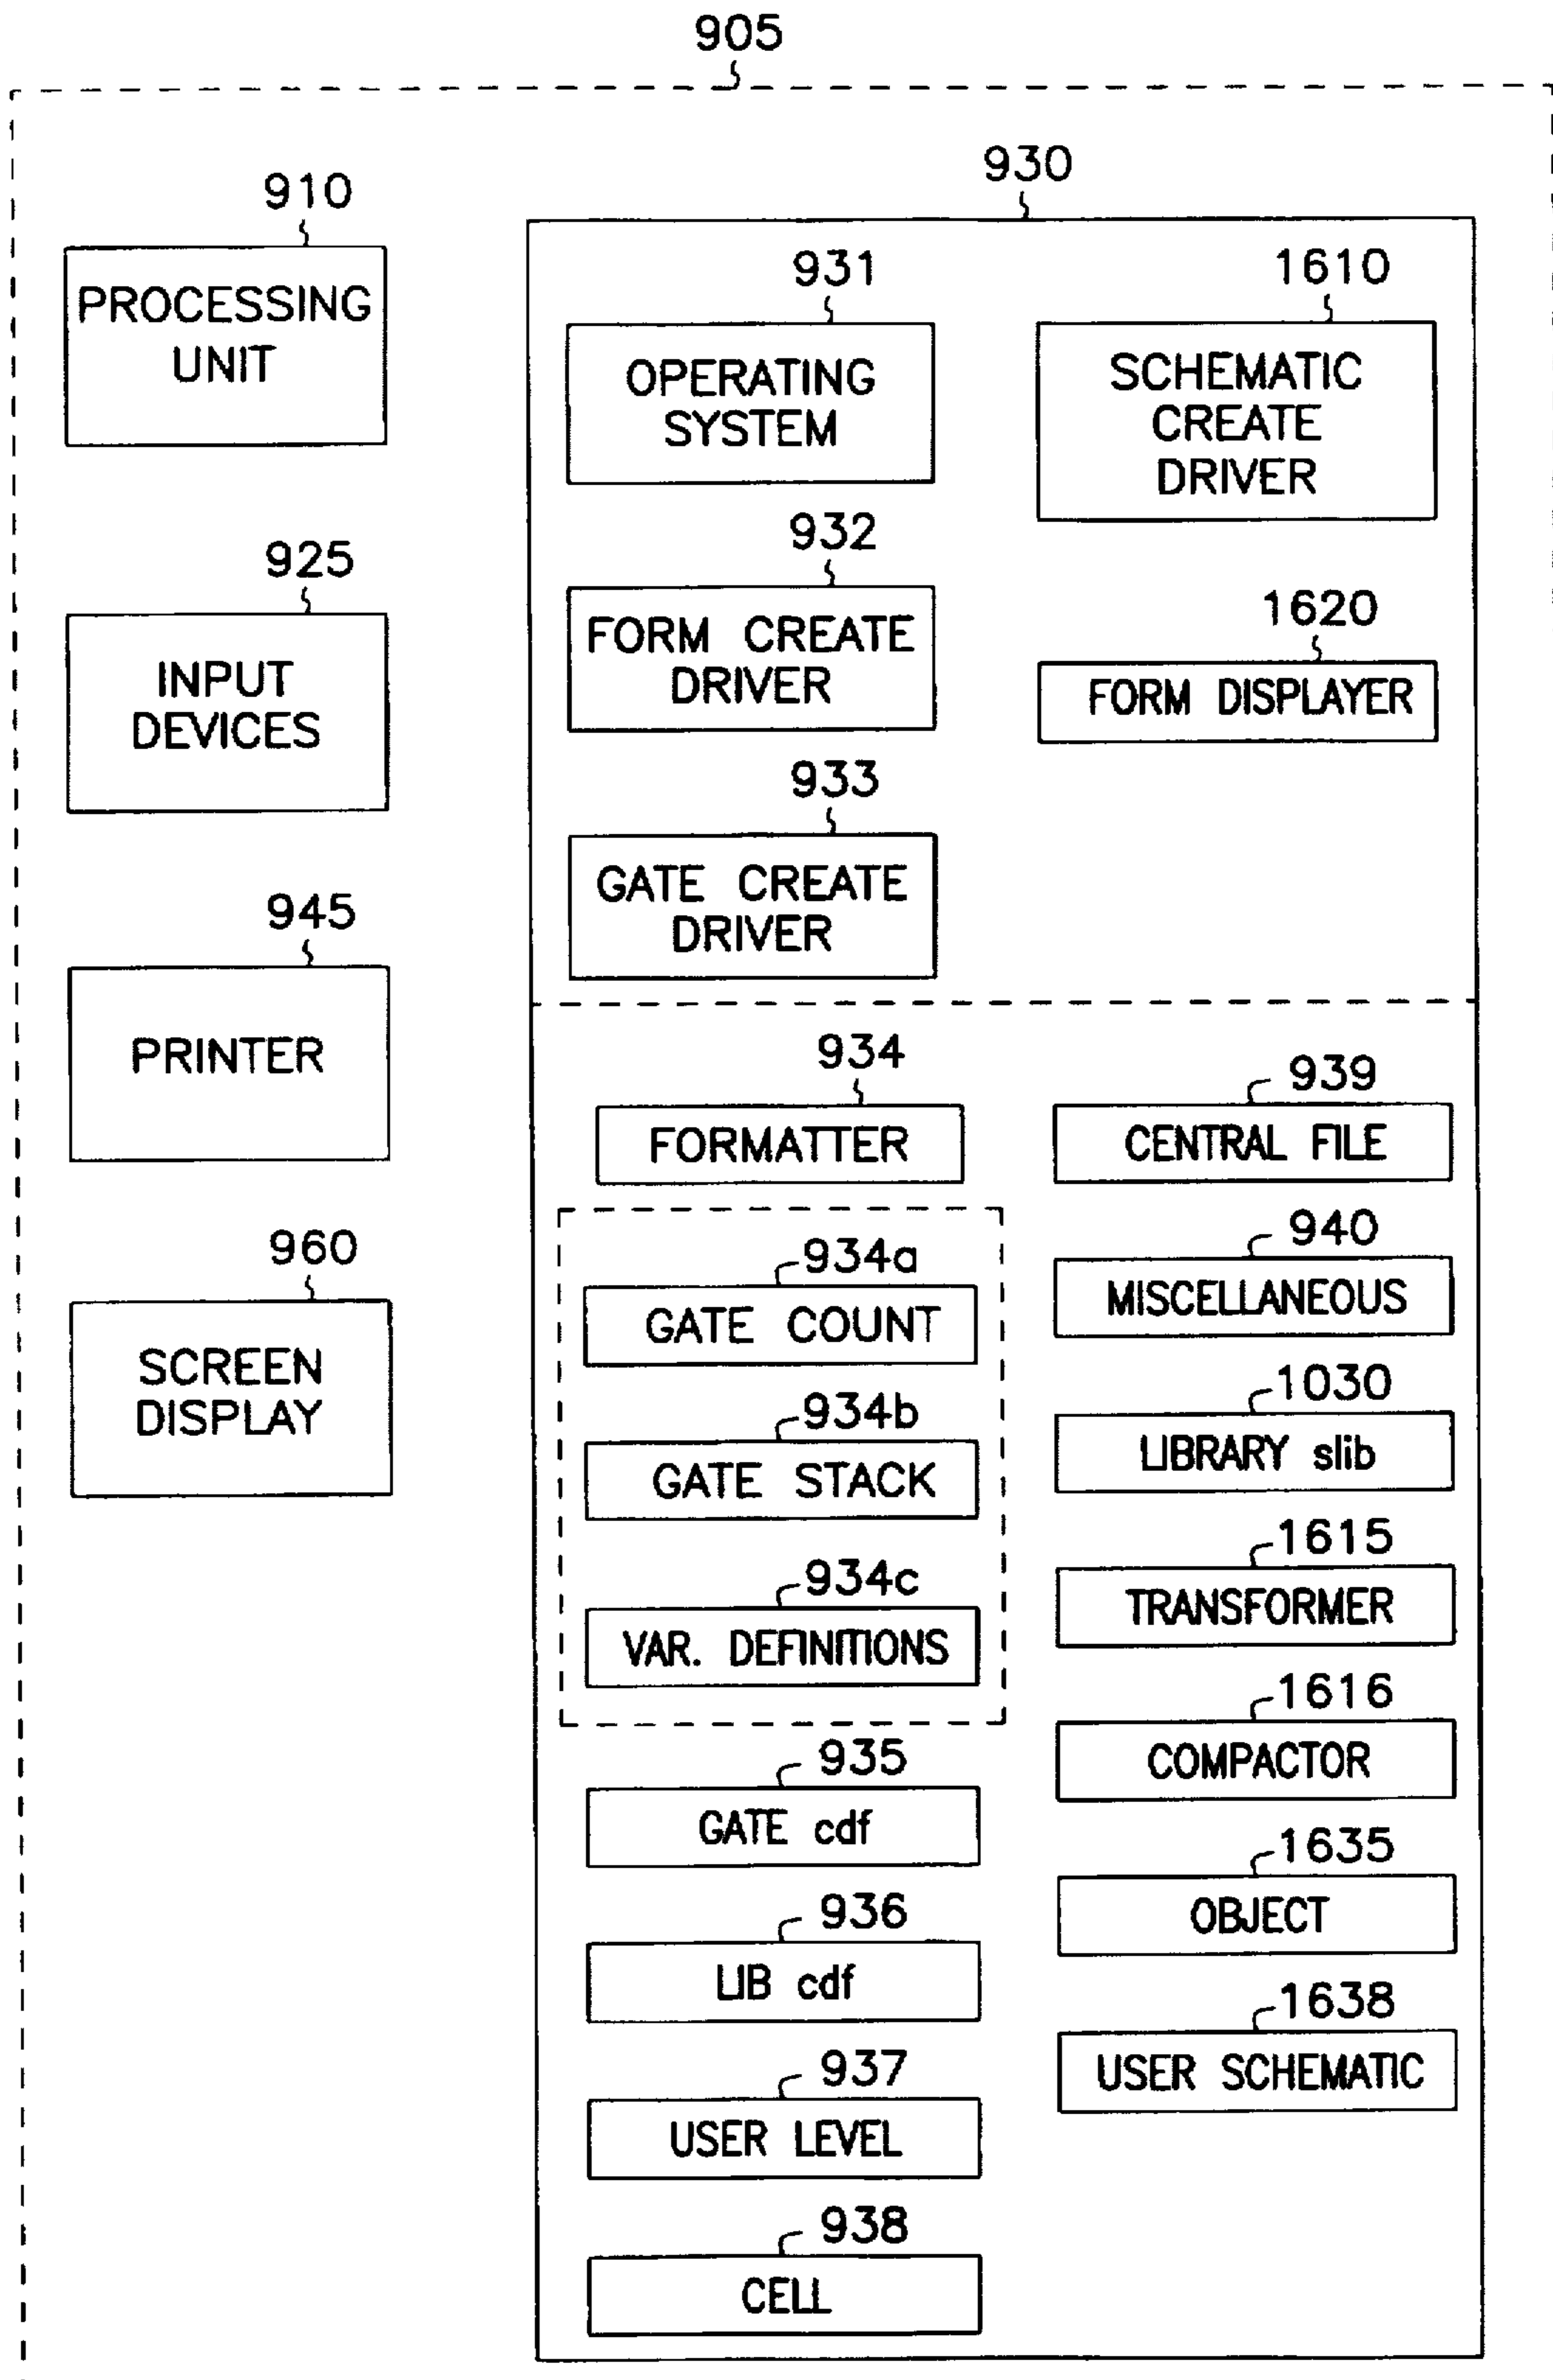 905
910
PROCESSING
UNIT
925
INPUT
DEVICES
945
PRINTER
960
SCREEN
DISPLAY
930
931
OPERATING
SYSTEM
1610
SCHEMATIC
CREATE
DRIVER
932
FORM CREATE
DRIVER
1620
FORM DISPLAYER
933
GATE CREATE
DRIVER
934
FORMATTER
934a
GATE COUNT
934b
GATE STACK
934c
VAR. DEFINITIONS
935
GATE cdf
936
LIB cdf
937
USER LEVEL
938
CELL
939
CENTRAL FILE
940
MISCELLANEOUS
1030
LIBRARY slib
1615
TRANSFORMER
1616
COMPACTOR
1635
OBJECT
1638
USER SCHEMATIC